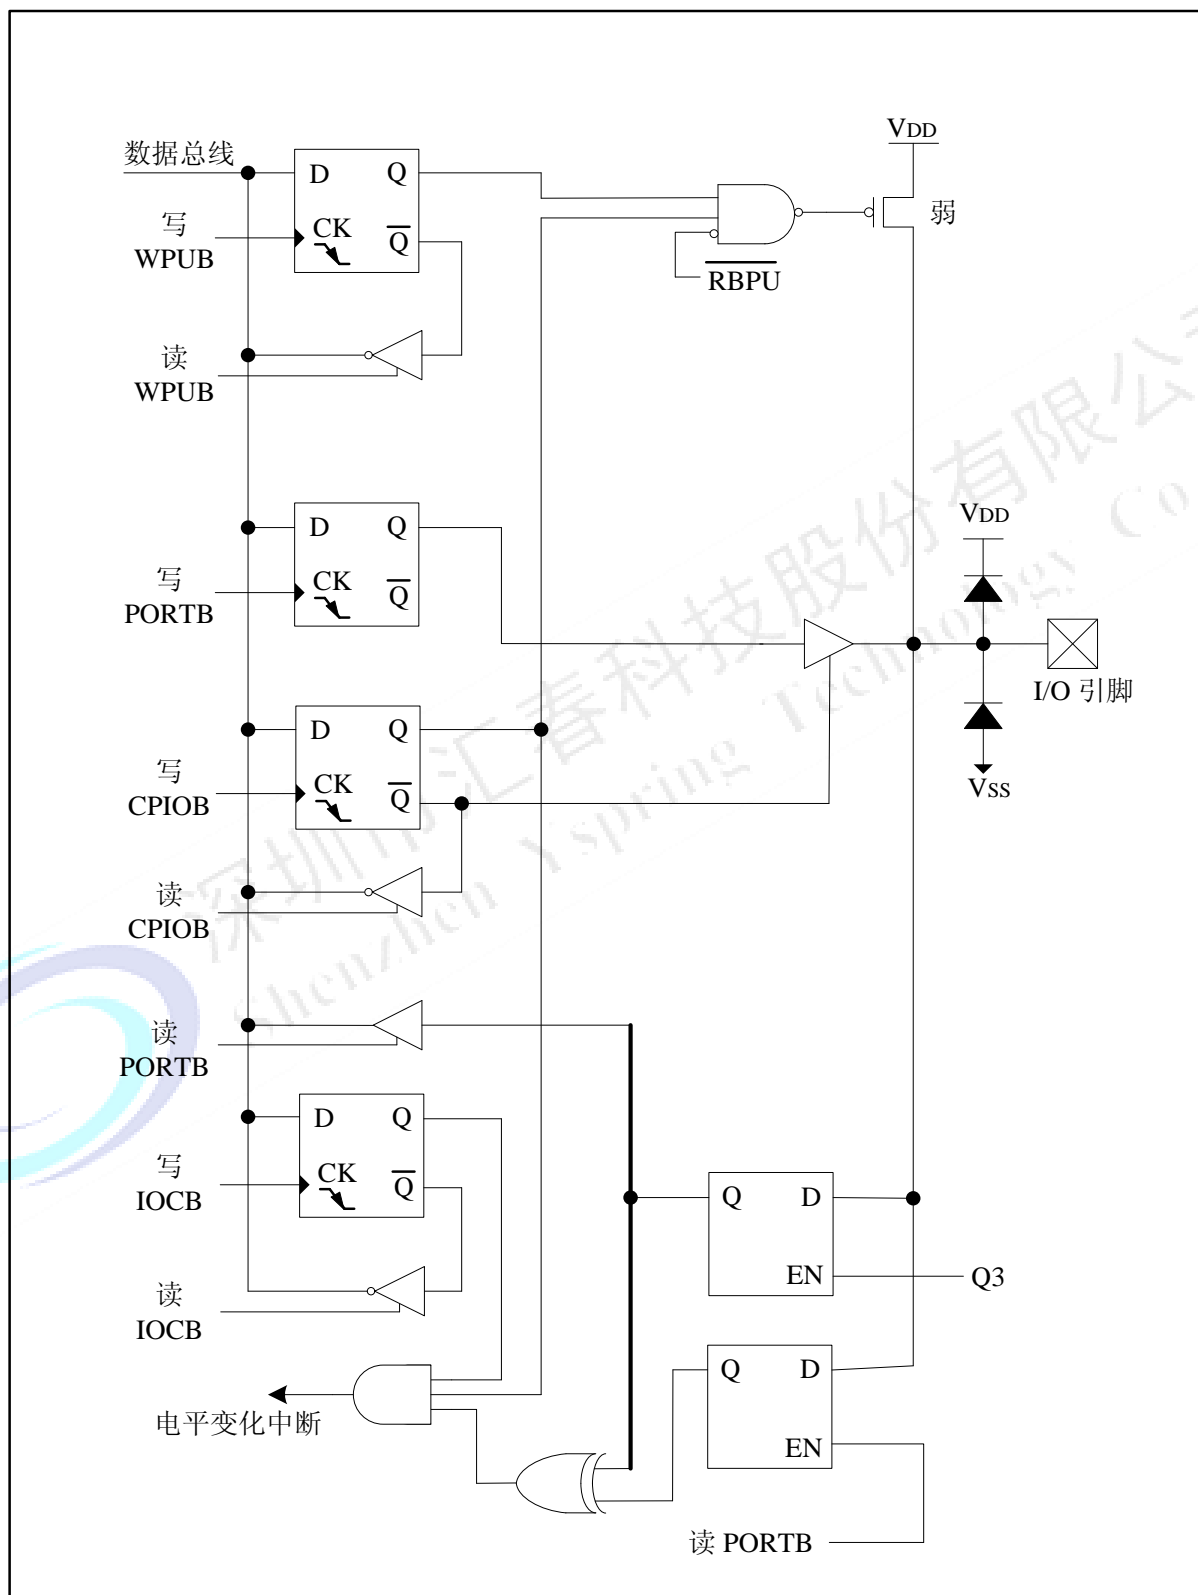 VDD
数据总线
D Q
写
WPUB
CK
Q
弱
RBPU
读
WPUB
VDD
D Q
写
PORTB
CK
Q
I/O 引脚
D Q
写
CPIOB
CK
Q
VSS
读
CPIOB
读
PORTB
D Q
写
IOCB
CK
Q
Q D
EN
Q3
读
IOCB
Q D
电平变化中断
EN
读 PORTB
深圳市汇春科技股份有限公
Shenzhen Yspring Technology Co